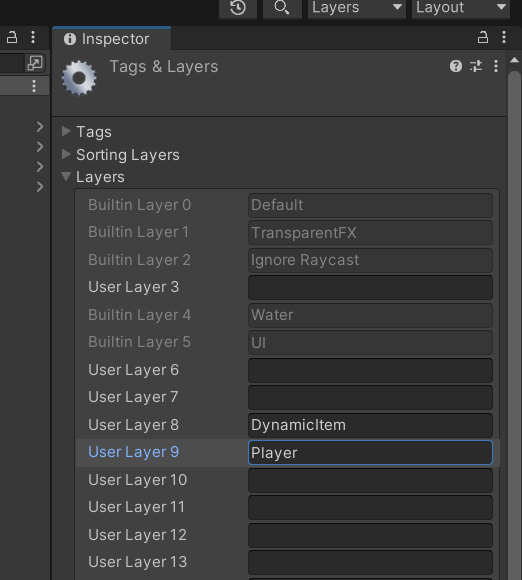 Layers
Layout
Inspector
Tags & Layers
Tags
Sorting Layers
Layers
Builtin Layer 0 Default
Builtin Layer 1 TransparentFX
Builtin Layer 2 Ignore Raycast
User Layer 3
Builtin Layer 4 Water
Builtin Layer 5 UI
User Layer 6
User Layer 7
User Layer 8 DynamicItem
User Layer 9 Player
User Layer 10
User Layer 11
User Layer 12
User Layer 13